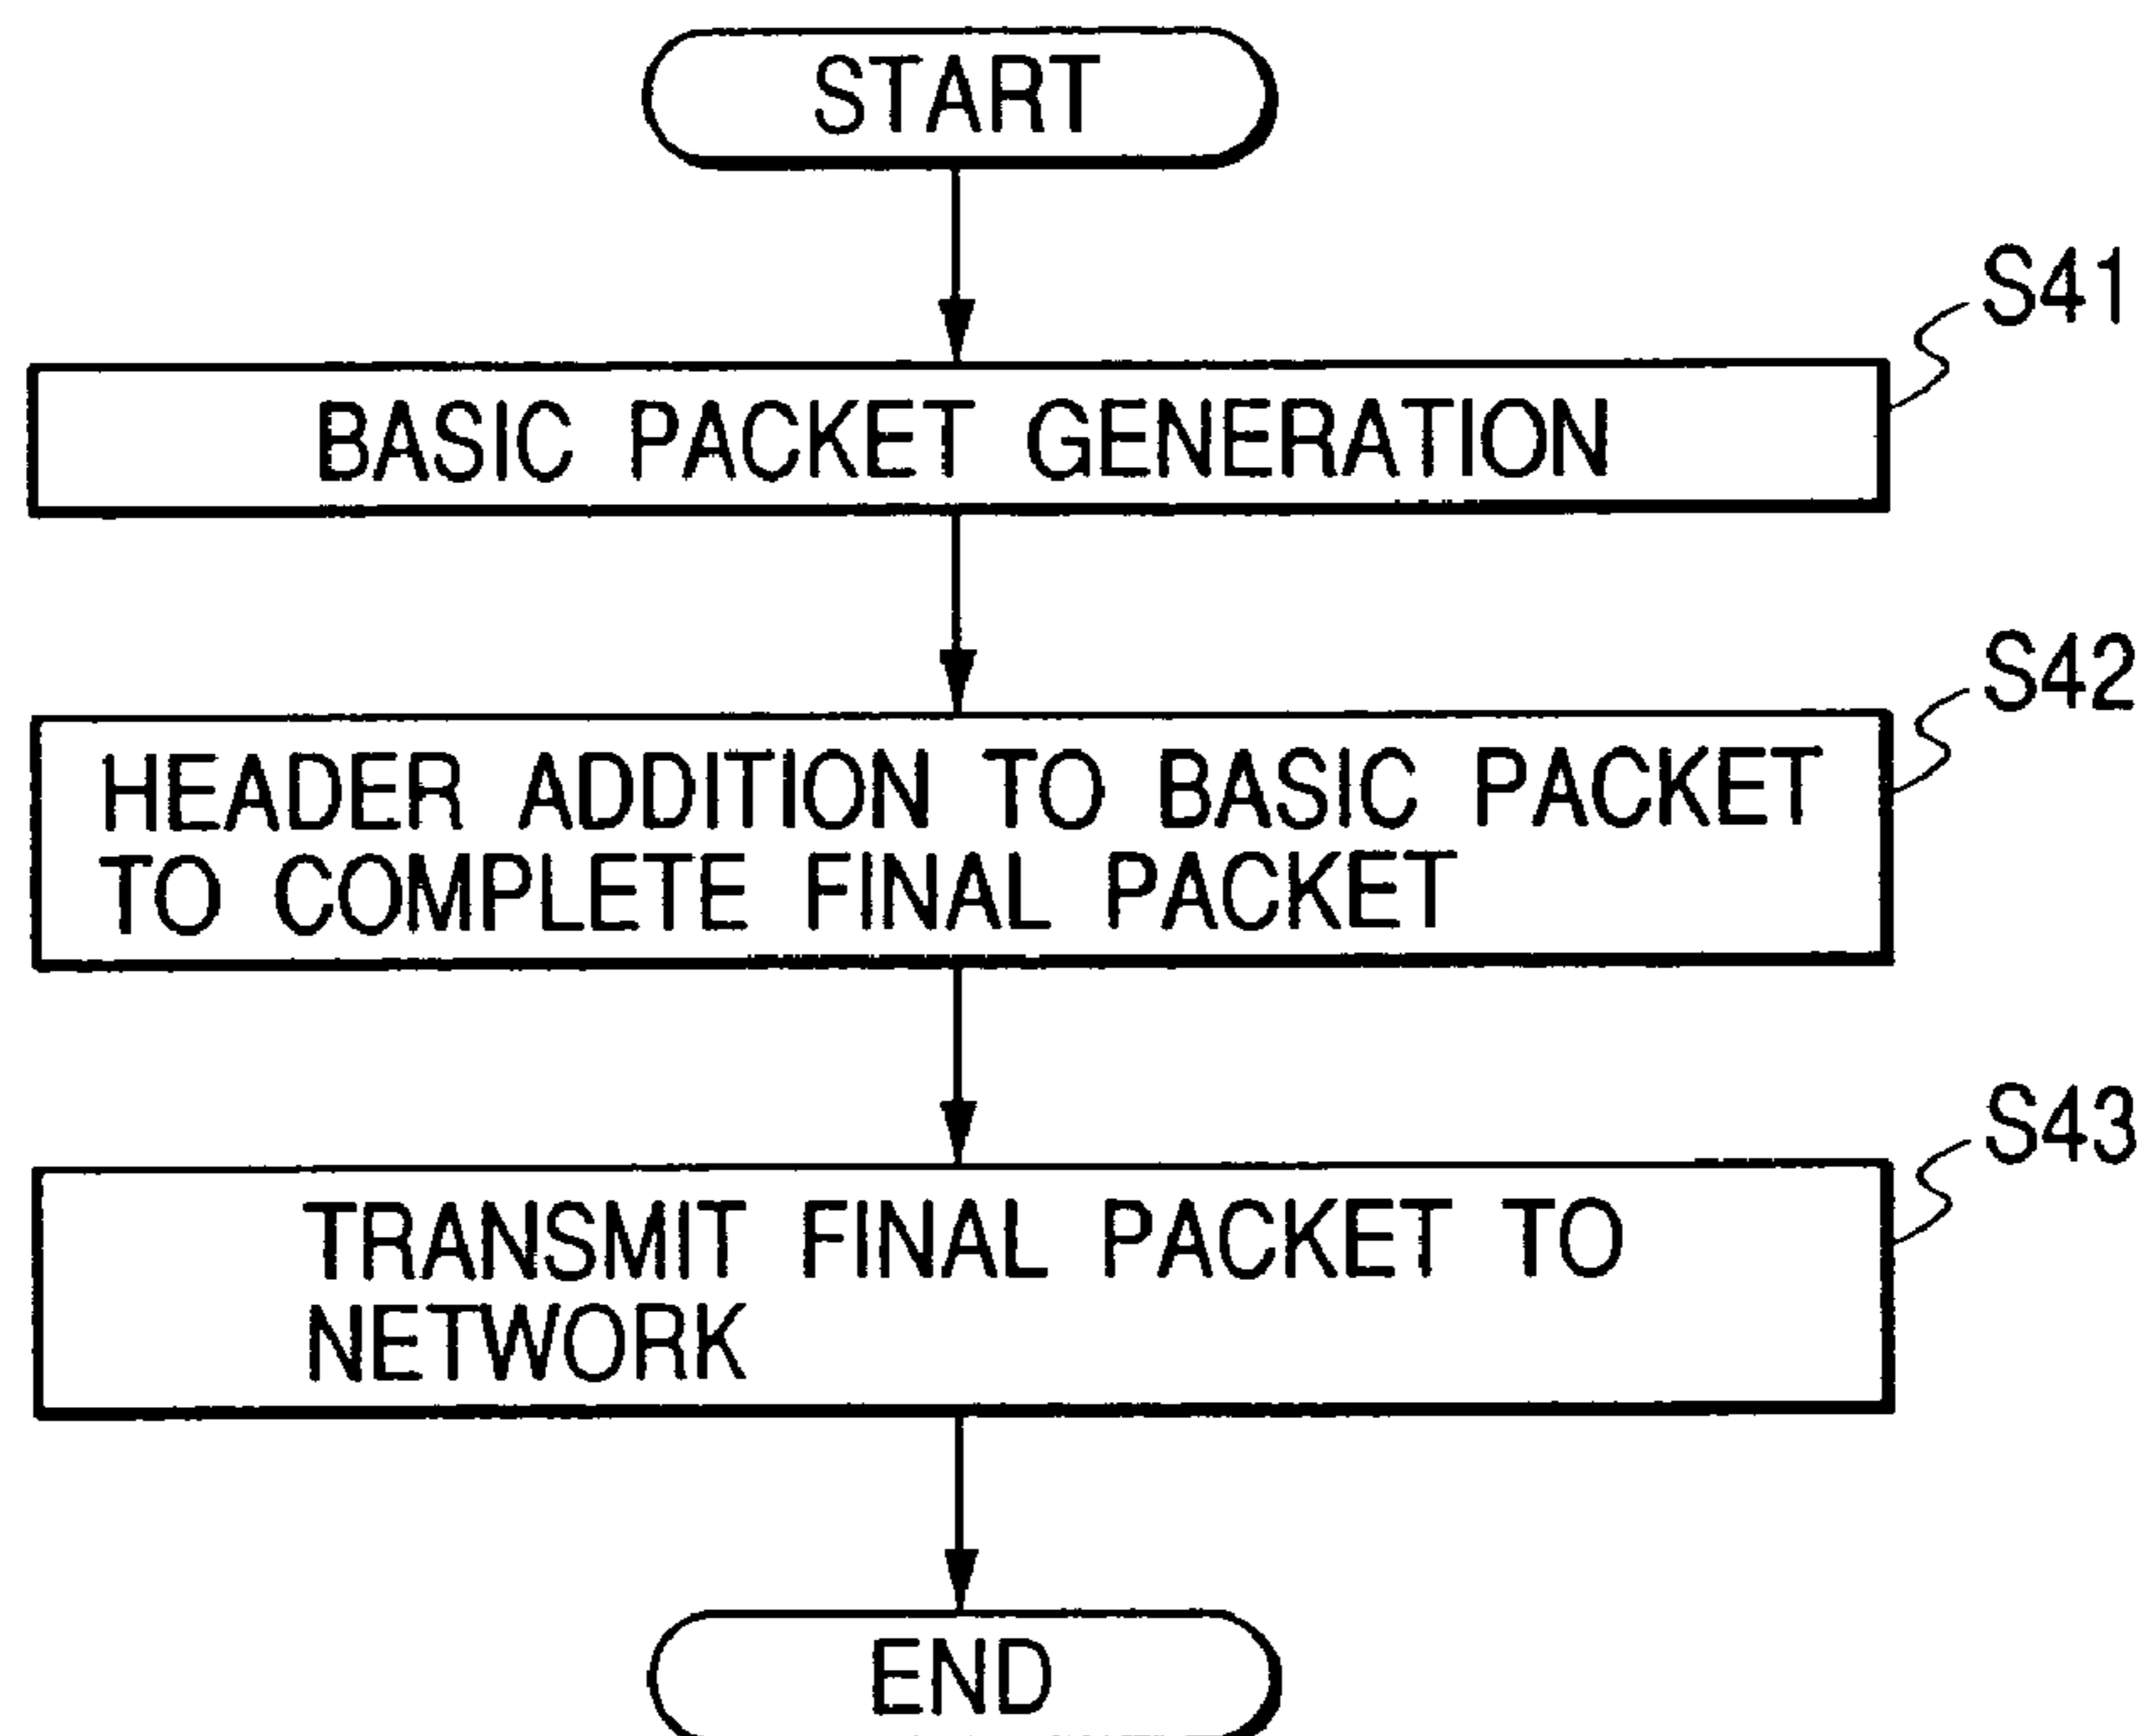 START
S41
BASIC PACKET GENERATION
S42
HEADER ADDITION TO BASIC PACKET
TO COMPLETE FINAL PACKET
S43
TRANSMIT FINAL PACKET TO
NETWORK
END